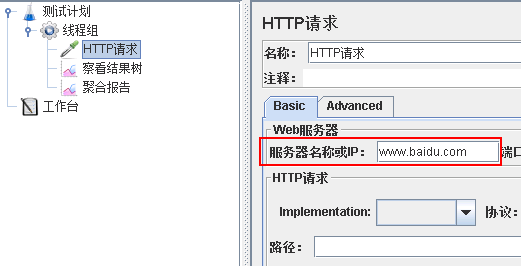 测试计划
线程组
HTTP请求
察看结果树
聚合报告
工作台
HTTP请求
名称： HTTP请求
注释：
Basic Advanced
Web服务器
服务器名称或IP： www.baidu.com 端口
HTTP请求
Implementation: 协议：
路径：